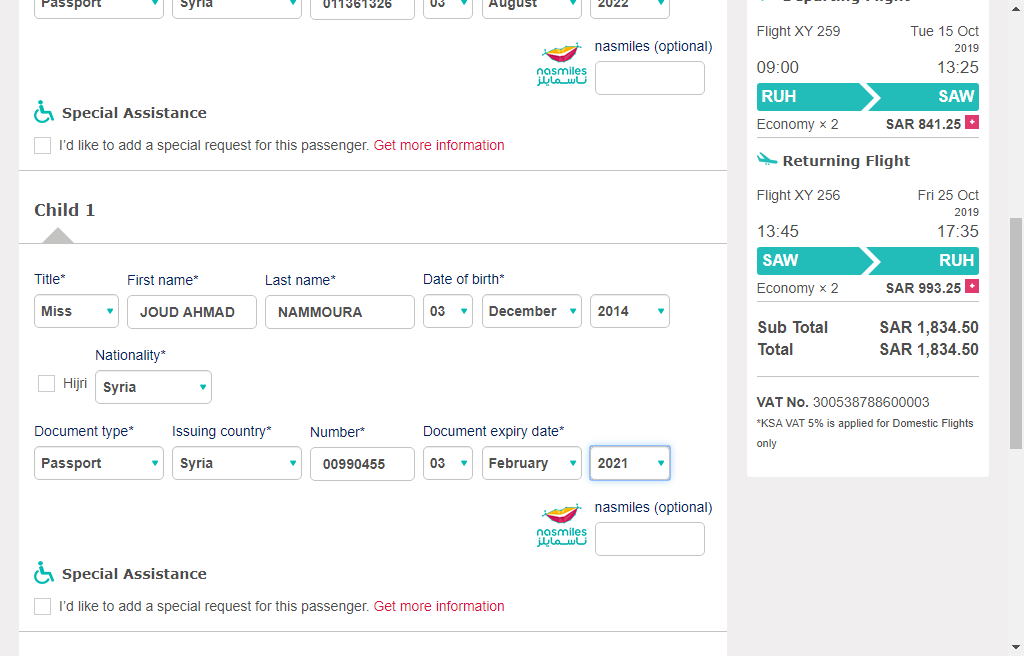 Passport Syria 011361326 03 August 2022
nasmiles (optional)
nasmiles
ناسمايلز
Special Assistance
I'd like to add a special request for this passenger. Get more information
Child 1
Title* First name* Last name* Date of birth*
Miss JOUD AHMAD NAMMOURA 03 December 2014
Nationality*
Hijri Syria
Document type* Issuing country* Number* Document expiry date*
Passport Syria 00990455 03 February 2021
nasmiles (optional)
nasmiles
ناسمايلز
Special Assistance
I'd like to add a special request for this passenger. Get more information
Departing Flight
Flight XY 259 Tue 15 Oct
2019
09:00 13:25
RUH SAW
Economy × 2 SAR 841.25 +
Returning Flight
Flight XY 256 Fri 25 Oct
2019
13:45 17:35
SAW RUH
Economy × 2 SAR 993.25 +
Sub Total SAR 1,834.50
Total SAR 1,834.50
VAT No. 300538788600003
*KSA VAT 5% is applied for Domestic Flights
only